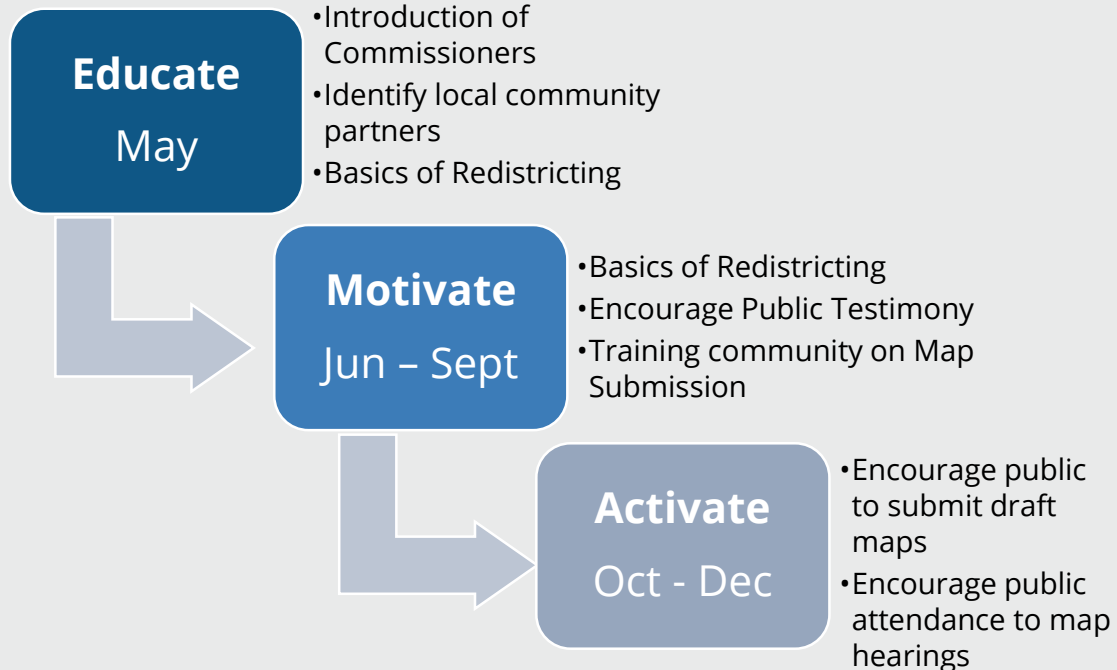 Educate
May
•Introduction of
Commissioners
•Identify local community
partners
•Basics of Redistricting
Motivate
Jun – Sept
•Basics of Redistricting
•Encourage Public Testimony
•Training community on Map
Submission
Activate
Oct - Dec
•Encourage public
to submit draft
maps
•Encourage public
attendance to map
hearings